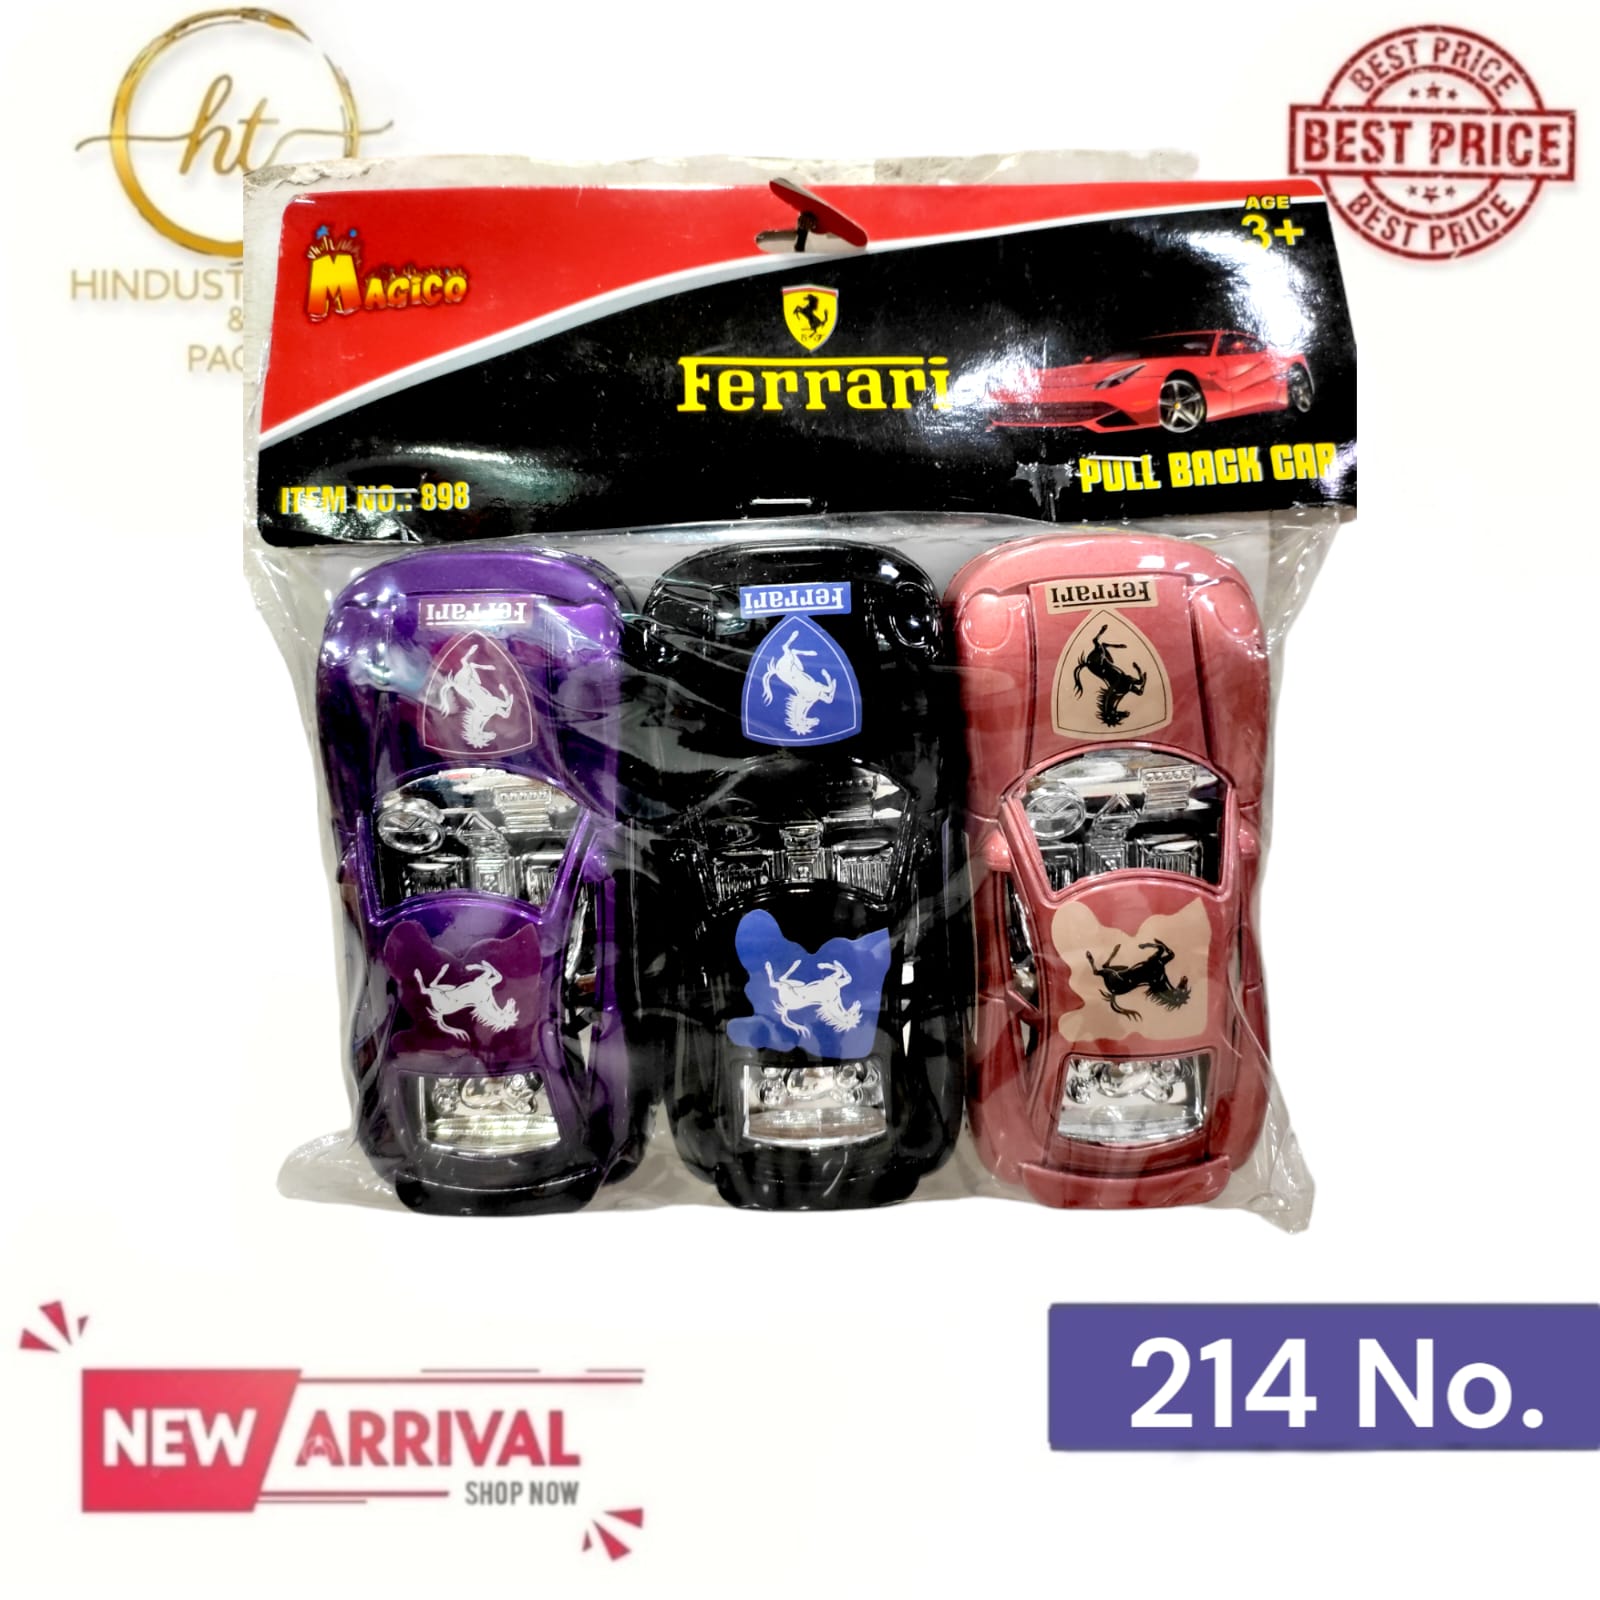 ht
HINDUST
&
PAC
BEST PRICE
BEST PRICE
BEST PRICE
MAGICO
AGE
3+
Ferrari
PULL BACK CAR
ITEM NO.: 898
Ferrari
Ferrari
Ferrari
NEW ARRIVAL
SHOP NOW
214 No.